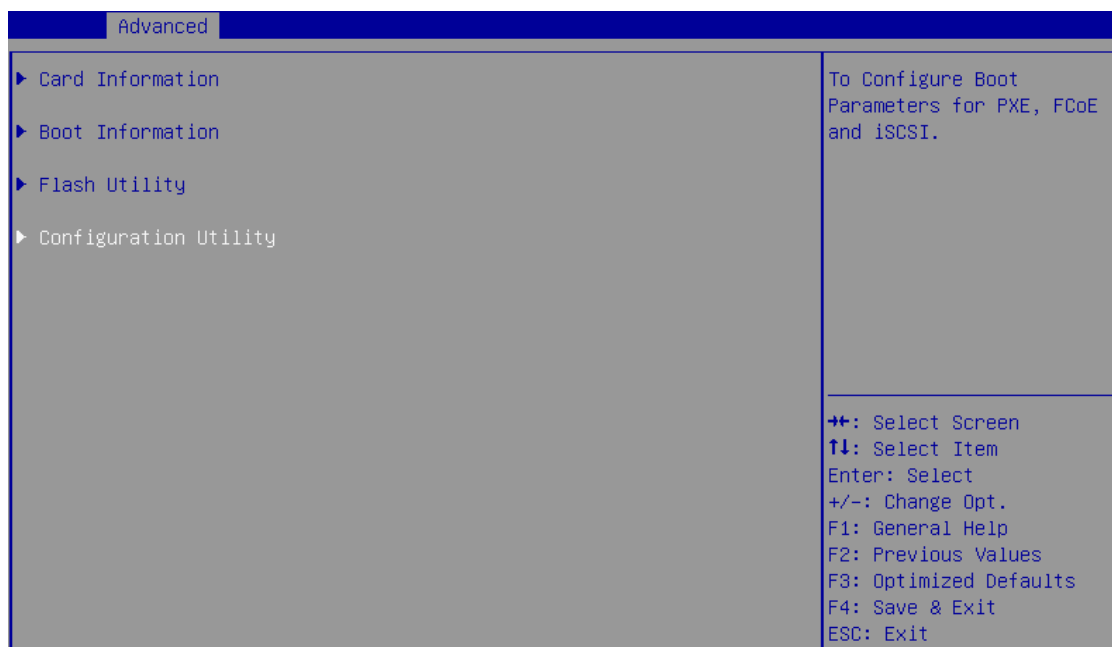 Advanced
▶ Card Information
▶ Boot Information
▶ Flash Utility
▶ Configuration Utility
To Configure Boot
Parameters for PXE, FCoE
and iSCSI.
→←: Select Screen
↑↓: Select Item
Enter: Select
+/-: Change Opt.
F1: General Help
F2: Previous Values
F3: Optimized Defaults
F4: Save & Exit
ESC: Exit